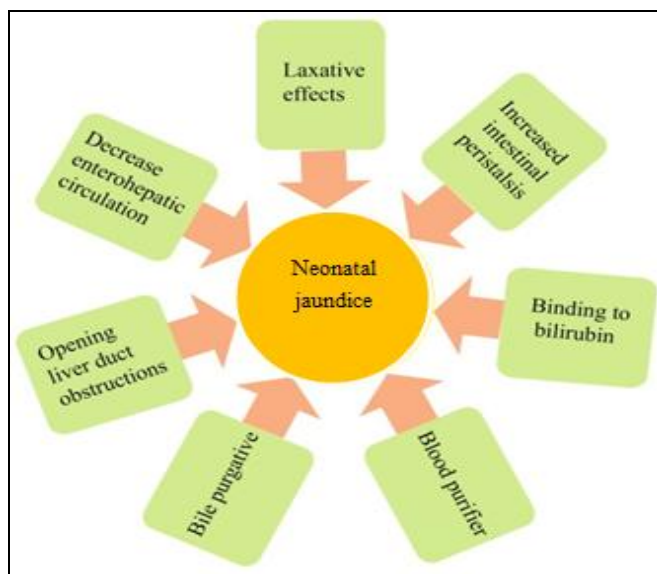 Laxative
effects
Increased
intestinal
peristalsis
Binding to
bilirubin
Blood purifier
Bile purgative
Opening
liver duct
obstructions
Decrease
enterohepatic
circulation
Neonatal
jaundice